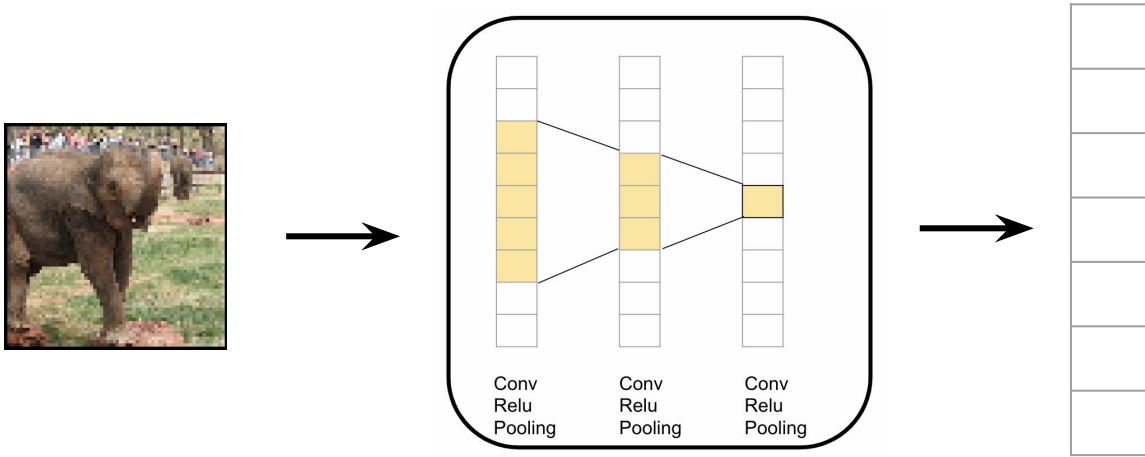 Conv
Relu
Pooling
Conv
Relu
Pooling
Conv
Relu
Pooling